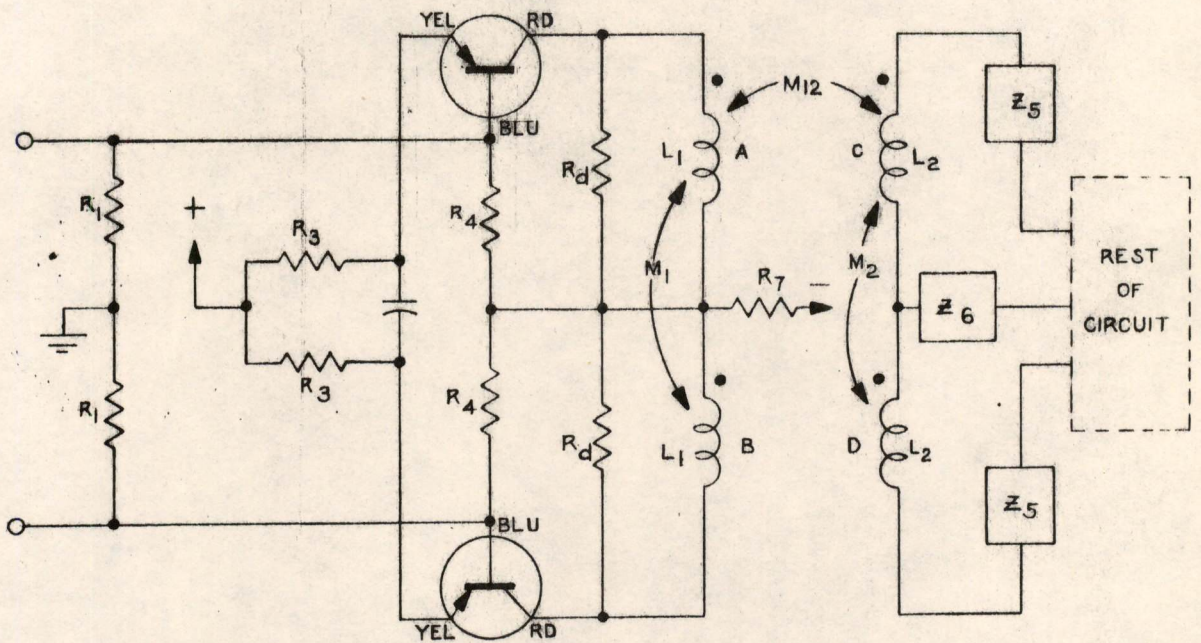 YEL
RD
BLU
M12
Z5
L1
A
C
L2
Rd
R1
+
R3
R4
M1
M2
R7
−
Z6
REST
OF
CIRCUIT
R3
R1
R4
Rd
L1
B
D
L2
Z5
BLU
YEL
RD